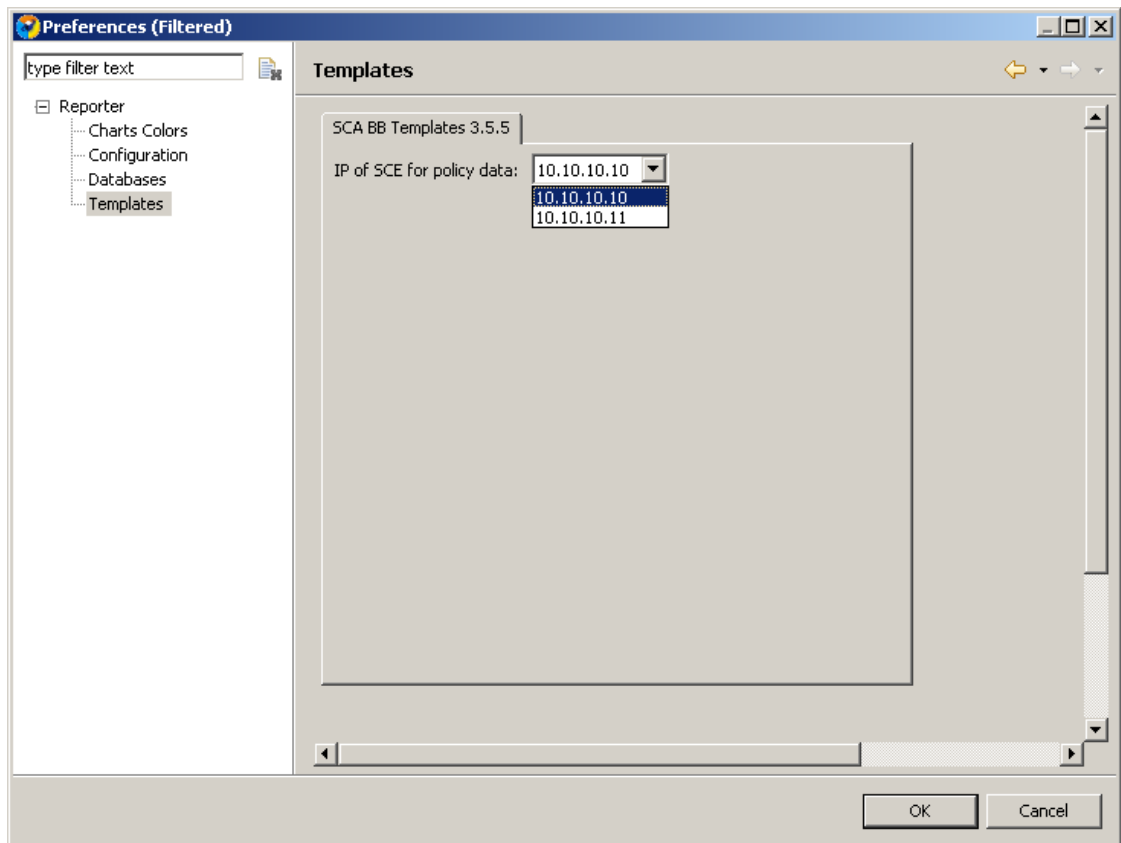 Preferences (Filtered)
type filter text
Reporter
Charts Colors
Configuration
Databases
Templates
Templates
SCA BB Templates 3.5.5
IP of SCE for policy data: 10.10.10.10
10.10.10.10
10.10.10.11
OK Cancel